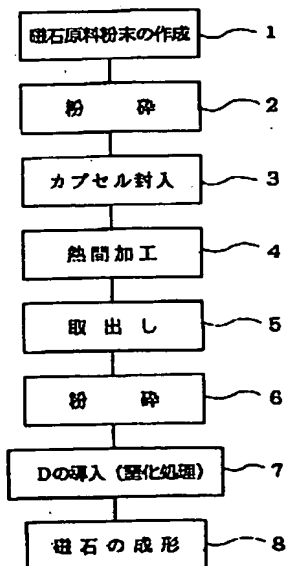 磁石原料粉末の作成 1
粉砕 2
カプセル封入 3
熱間加工 4
取出し 5
粉砕 6
Dの導入(窒化処理) 7
磁石の成形 8